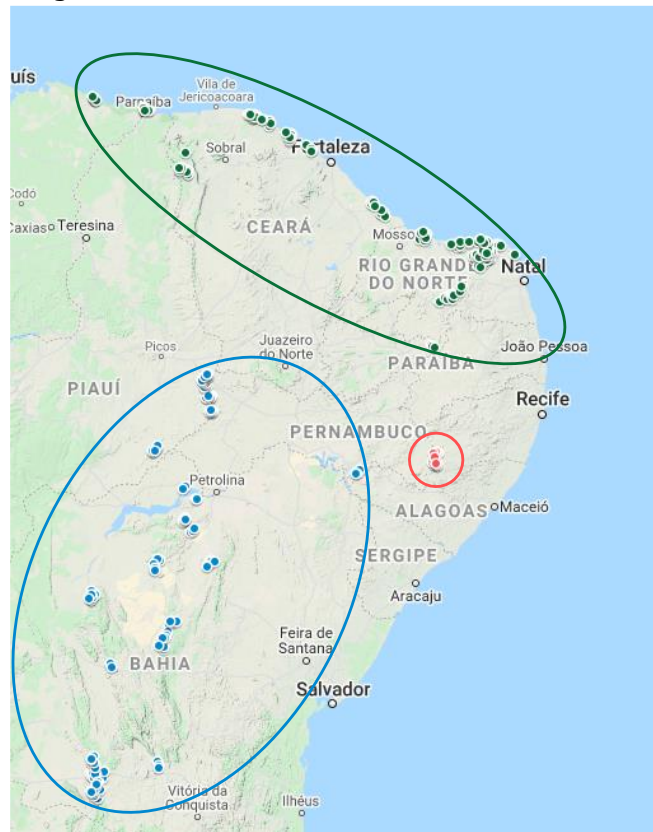 uís
Vila de
Jericoacoara
Parnaíba
Sobral
Fortaleza
Codó
Caxias
Teresina
CEARÁ
Mosso
RIO GRANDE
DO NORTE
Natal
Picos
Juazeiro
do Norte
João Pessoa
PARAÍBA
PIAUÍ
Recife
PERNAMBUCO
Petrolina
ALAGOAS
Maceió
SERGIPE
Aracaju
Feira de
Santana
BAHIA
Salvador
Vitória da
Conquista
Ilhéus